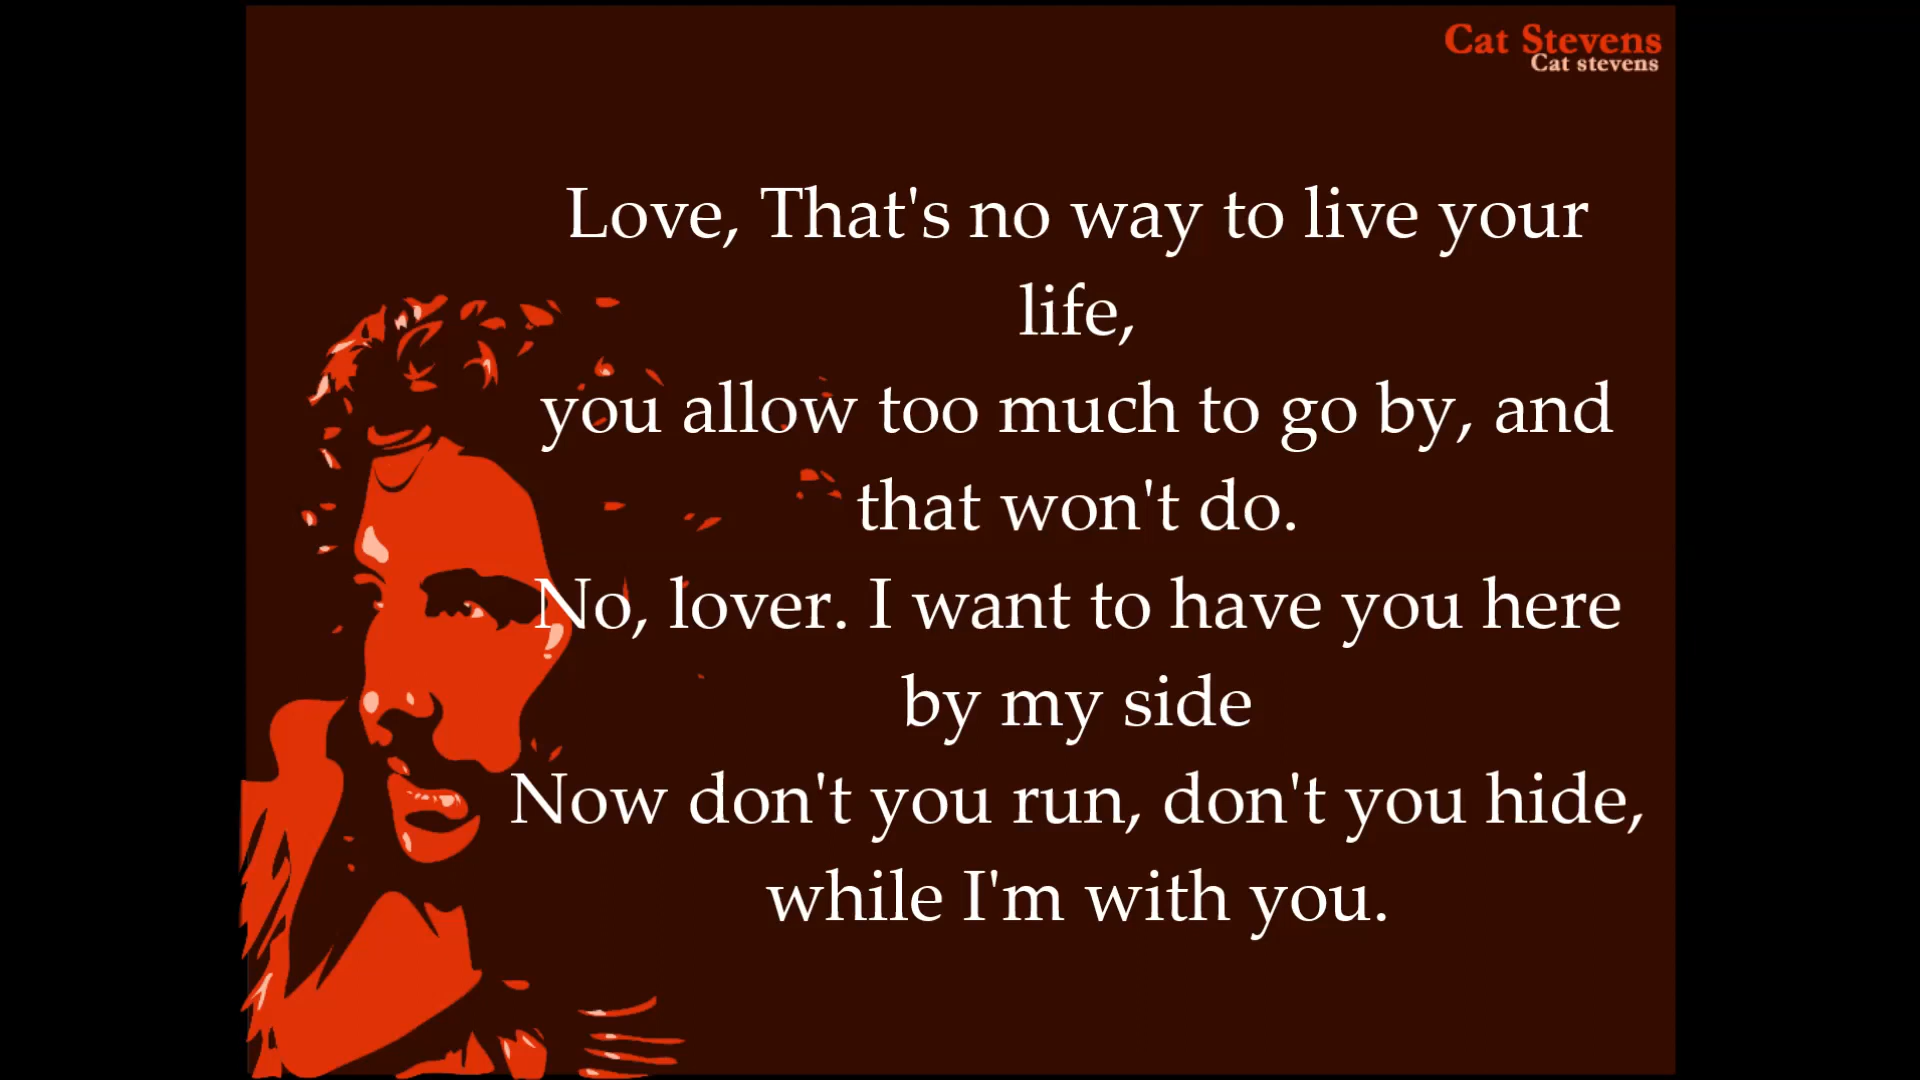 Cat Stevens
Cat stevens
Love, That's no way to live your
life,
you allow too much to go by, and
that won't do.
No, lover. I want to have you here
by my side
Now don't you run, don't you hide,
while I'm with you.